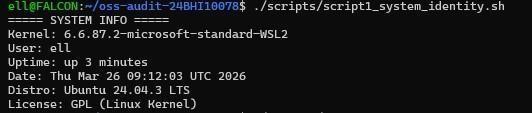 ell@FALCON:~/oss-audit-24BHI10078$ ./scripts/script1_system_identity.sh
===== SYSTEM INFO =====
Kernel: 6.6.87.2-microsoft-standard-WSL2
User: ell
Uptime: up 3 minutes
Date: Thu Mar 26 09:12:03 UTC 2026
Distro: Ubuntu 24.04.3 LTS
License: GPL (Linux Kernel)